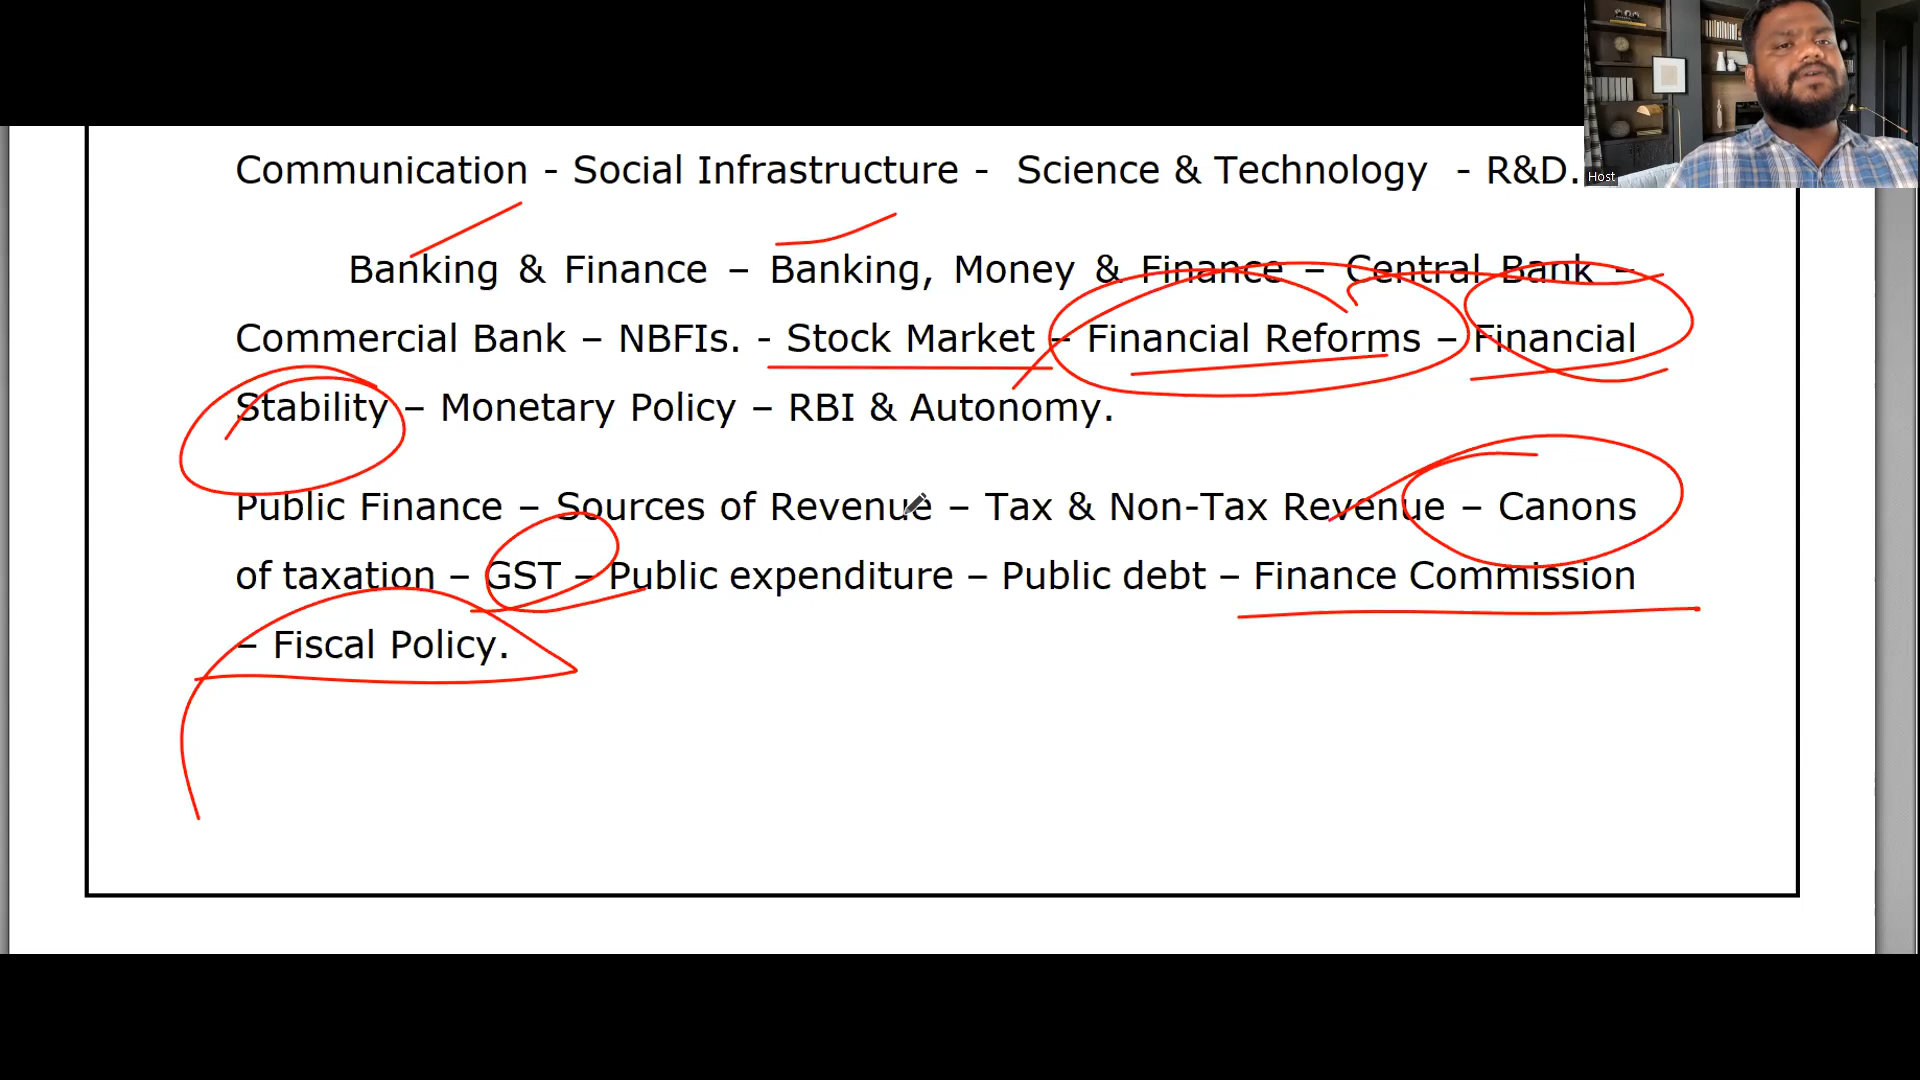 Host
Communication - Social Infrastructure - Science & Technology - R&D.
Banking & Finance – Banking, Money & Finance – Central Bank –
Commercial Bank – NBFIs. - Stock Market – Financial Reforms – Financial
Stability – Monetary Policy – RBI & Autonomy.
Public Finance – Sources of Revenue – Tax & Non-Tax Revenue – Canons
of taxation – GST – Public expenditure – Public debt – Finance Commission
– Fiscal Policy.